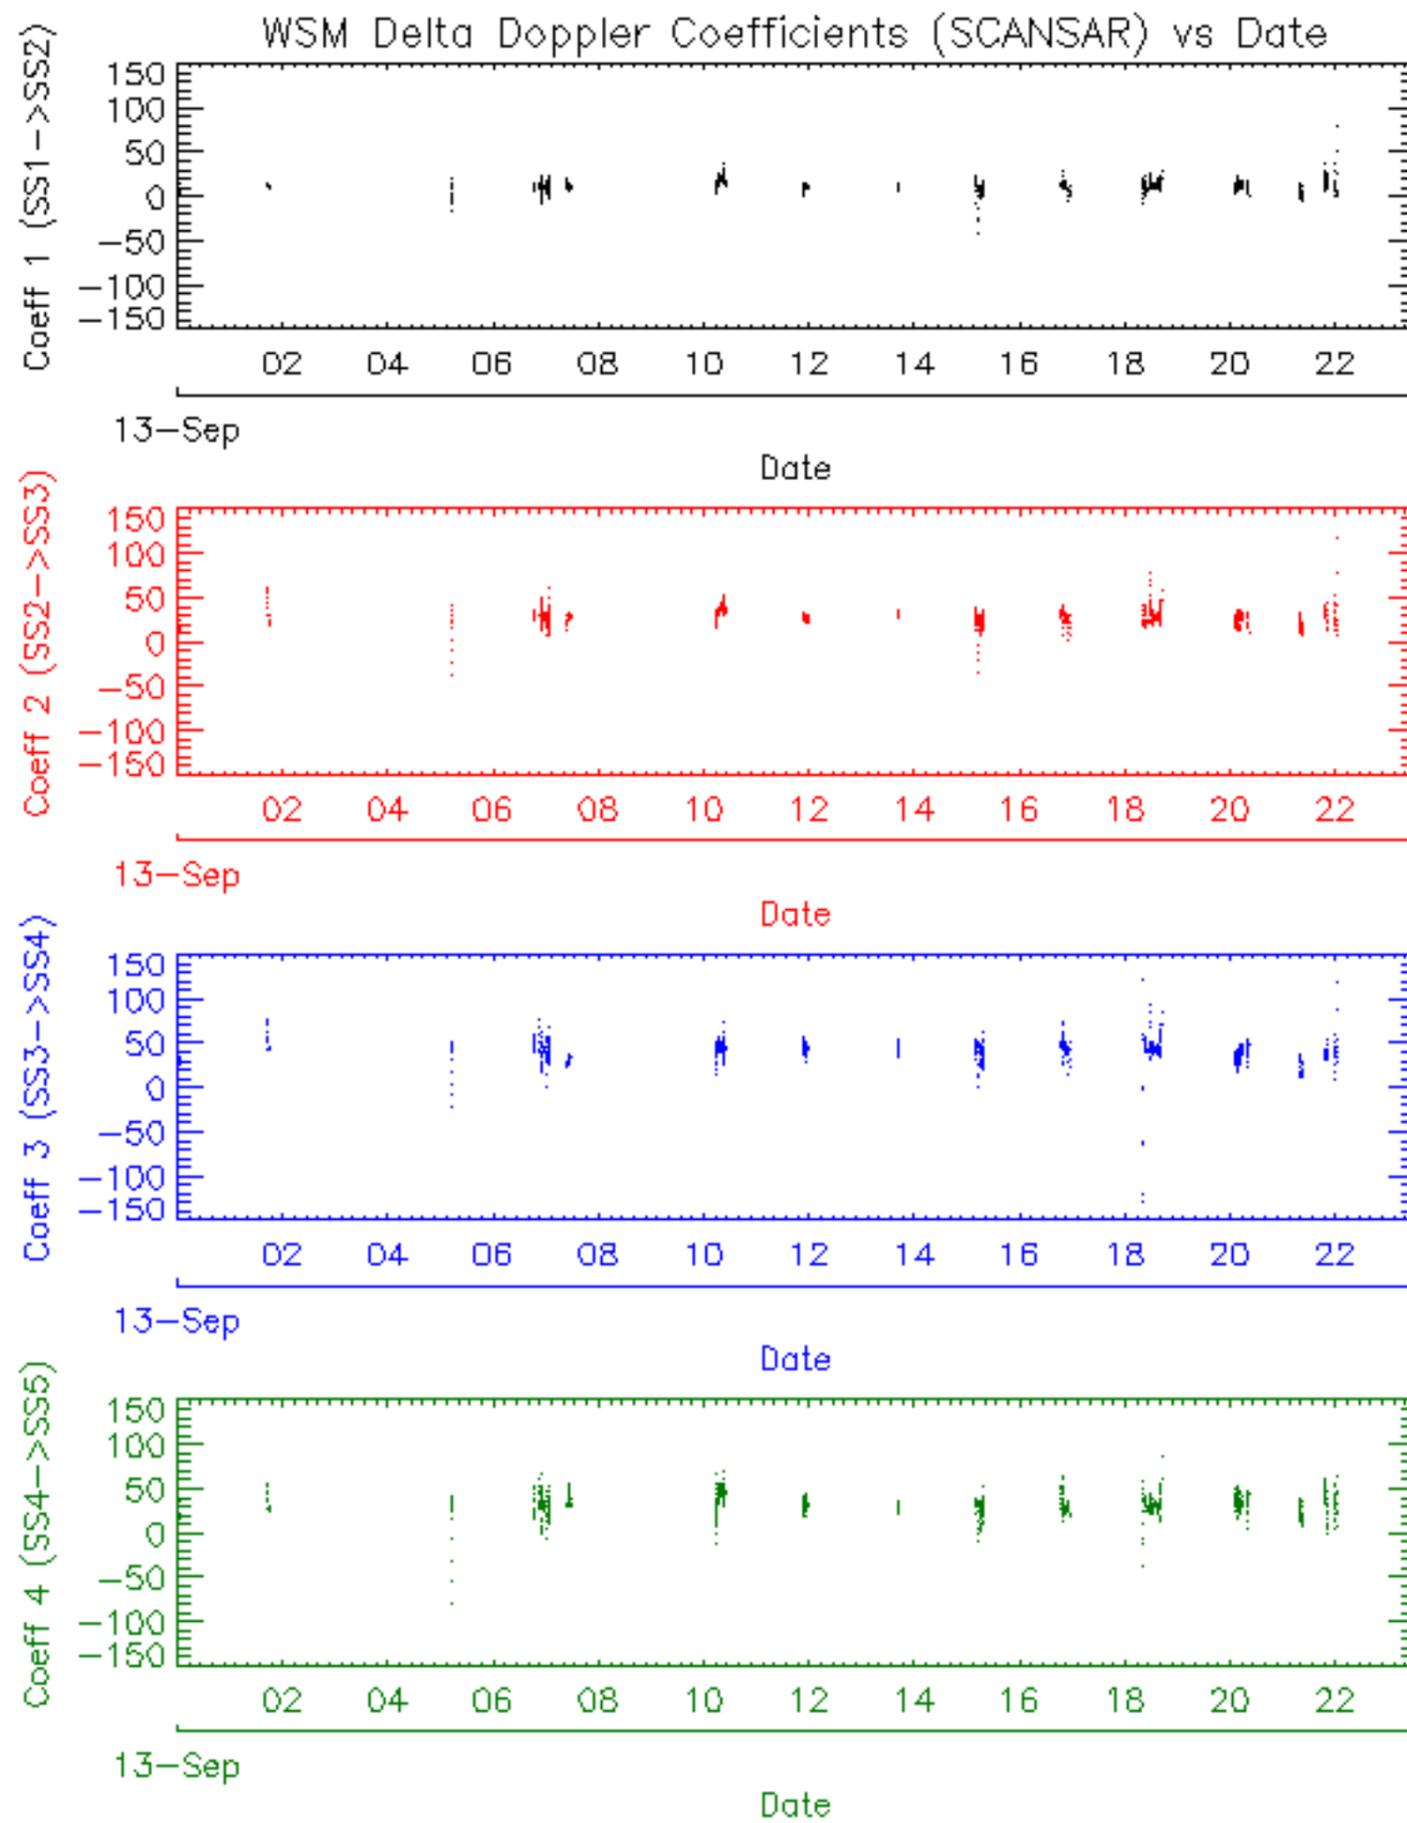 WSM Delta Doppler Coefficients (SCANSAR) vs Date
Coeff 1 (SS1->SS2)
150
100
50
0
-50
-100
-150
02 04 06 08 10 12 14 16 18 20 22
13-Sep
Date
Coeff 2 (SS2->SS3)
150
100
50
0
-50
-100
-150
02 04 06 08 10 12 14 16 18 20 22
13-Sep
Date
Coeff 3 (SS3->SS4)
150
100
50
0
-50
-100
-150
02 04 06 08 10 12 14 16 18 20 22
13-Sep
Date
Coeff 4 (SS4->SS5)
150
100
50
0
-50
-100
-150
02 04 06 08 10 12 14 16 18 20 22
13-Sep
Date